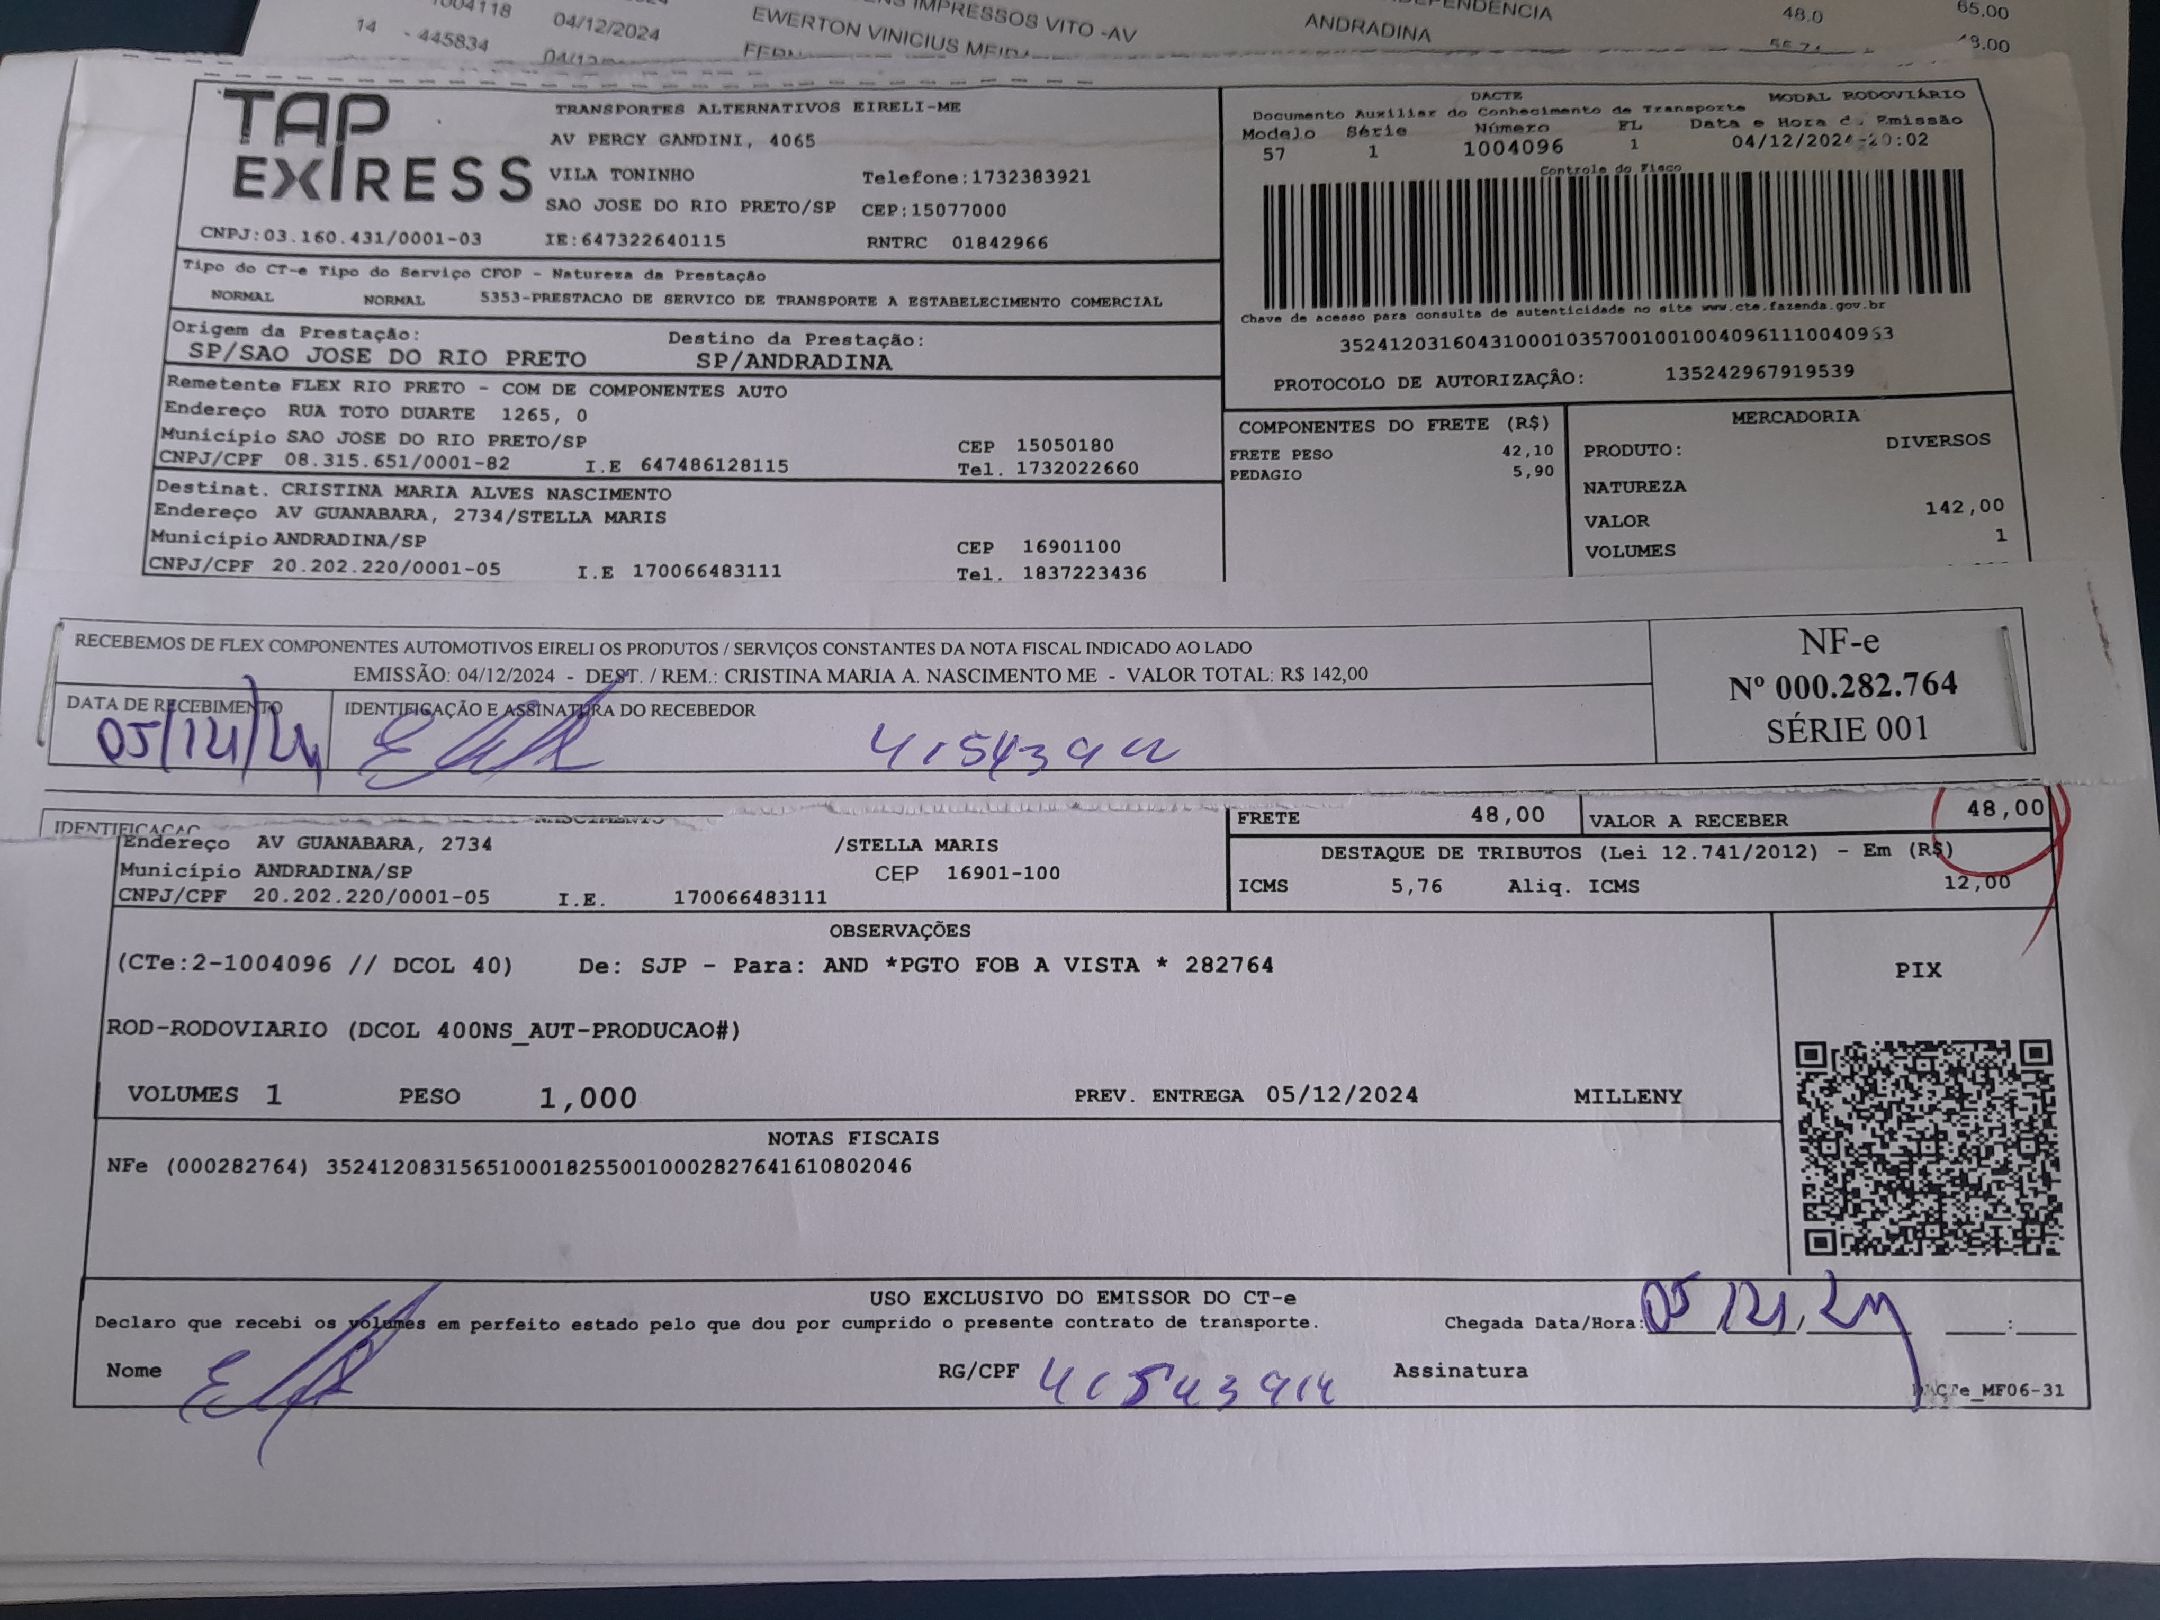 1004118 04/12/2024 IMPRESSOS VITO -AV 48.0 65.00
14 - 445834 EWERTON VINICIUS MEIRA ANDRADINA
TAP EXPRESS
TRANSPORTES ALTERNATIVOS EIRELI-ME
AV PERCY GANDINI, 4065
VILA TONINHO Telefone:1732383921
SAO JOSE DO RIO PRETO/SP CEP:15077000
CNPJ:03.160.431/0001-03 IE:647322640115 RNTRC 01842966
DACTE MODAL RODOVIÁRIO
Documento Auxiliar do Conhecimento de Transporte
Modelo Série Número FL Data e Hora de Emissão
57 1 1004096 1 04/12/2024-20:02
Controle do Fisco
Chave de acesso para consulta de autenticidade no site www.cte.fazenda.gov.br
35241203160431000103570010010040961110040963
PROTOCOLO DE AUTORIZAÇÂO: 135242967919539
Tipo do CT-e Tipo do Serviço CFOP - Natureza da Prestação
NORMAL NORMAL 5353-PRESTACAO DE SERVICO DE TRANSPORTE A ESTABELECIMENTO COMERCIAL
Origem da Prestação: Destino da Prestação:
SP/SAO JOSE DO RIO PRETO SP/ANDRADINA
Remetente FLEX RIO PRETO - COM DE COMPONENTES AUTO
Endereço RUA TOTO DUARTE 1265, 0
Município SAO JOSE DO RIO PRETO/SP CEP 15050180
CNPJ/CPF 08.315.651/0001-82 I.E 647486128115 Tel. 1732022660
Destinat. CRISTINA MARIA ALVES NASCIMENTO
Endereço AV GUANABARA, 2734/STELLA MARIS
Município ANDRADINA/SP CEP 16901100
CNPJ/CPF 20.202.220/0001-05 I.E 170066483111 Tel. 1837223436
COMPONENTES DO FRETE (R$)
FRETE PESO 42,10
PEDAGIO 5,90
MERCADORIA
PRODUTO: DIVERSOS
NATUREZA
VALOR 142,00
VOLUMES 1
RECEBEMOS DE FLEX COMPONENTES AUTOMOTIVOS EIRELI OS PRODUTOS / SERVIÇOS CONSTANTES DA NOTA FISCAL INDICADO AO LADO
EMISSÃO: 04/12/2024 - DEST. / REM.: CRISTINA MARIA A. NASCIMENTO ME - VALOR TOTAL: R$ 142,00
DATA DE RECEBIMENTO IDENTIFICAÇÃO E ASSINATURA DO RECEBEDOR
05/12/24
NF-e
Nº 000.282.764
SÉRIE 001
Endereço AV GUANABARA, 2734 /STELLA MARIS
Município ANDRADINA/SP CEP 16901-100
CNPJ/CPF 20.202.220/0001-05 I.E. 170066483111
FRETE 48,00 VALOR A RECEBER 48,00
DESTAQUE DE TRIBUTOS (Lei 12.741/2012) - Em (R$)
ICMS 5,76 Aliq. ICMS 12,00
OBSERVAÇÕES
(CTe:2-1004096 // DCOL 40) De: SJP - Para: AND *PGTO FOB A VISTA * 282764
ROD-RODOVIARIO (DCOL 400NS_AUT-PRODUCAO#)
VOLUMES 1 PESO 1,000 PREV. ENTREGA 05/12/2024 MILLENY
PIX
NOTAS FISCAIS
NFe (000282764) 35241208315651000182550010002827641610802046
USO EXCLUSIVO DO EMISSOR DO CT-e
Declaro que recebi os volumes em perfeito estado pelo que dou por cumprido o presente contrato de transporte. Chegada Data/Hora: 05/12/24
Nome RG/CPF Assinatura
DACTe_MF06-31